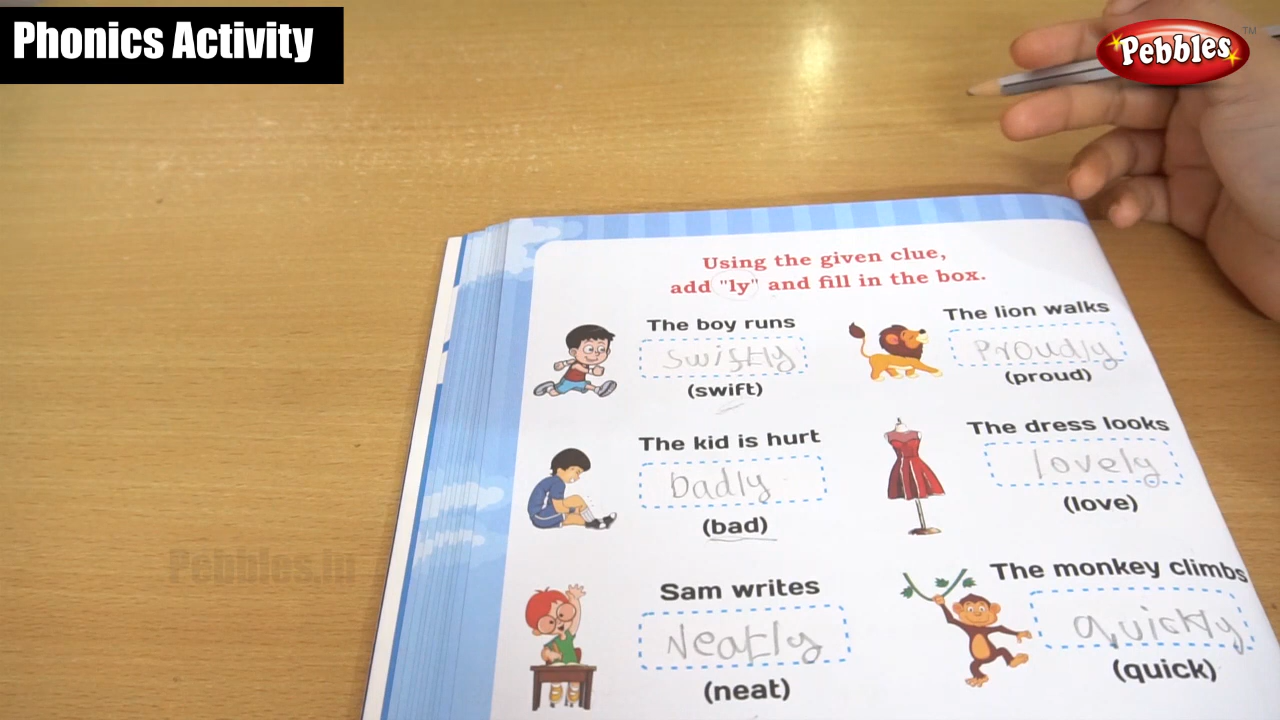 Phonics Activity
Pebbles™
Using the given clue,
add "ly" and fill in the box.
The boy runs
swiftly
(swift)
The lion walks
Proudly
(proud)
The kid is hurt
badly
(bad)
The dress looks
lovely
(love)
Sam writes
Neatly
(neat)
The monkey climbs
quickly
(quick)
Pebbles.in